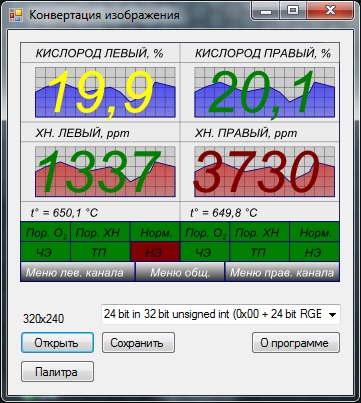 Конвертация изображения
КИСЛОРОД ЛЕВЫЙ, % КИСЛОРОД ПРАВЫЙ, %
19,9 20,1
ХН. ЛЕВЫЙ, ppm ХН. ПРАВЫЙ, ppm
1337 3730
t° = 650,1 °C t° = 649,8 °C
Пор. O₂ Пор. ХН Норм. Пор. O₂ Пор. ХН Норм.
ЧЭ ТП НЭ ЧЭ ТП НЭ
Меню лев. канала Меню общ. Меню прав. канала
320x240 24 bit in 32 bit unsigned int (0x00 + 24 bit RGB
Открыть Сохранить О программе
Палитра